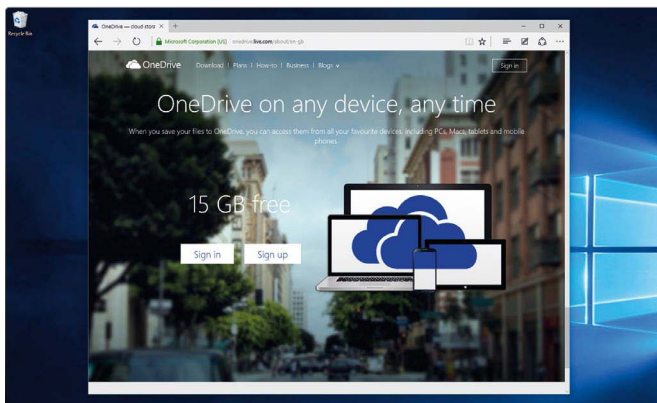 OneDrive — cloud stora
Recycle Bin
Microsoft Corporation [US] onedrive.live.com/about/en-gb
OneDrive Download | Plans | How-to | Business | Blogs
Sign in
OneDrive on any device, any time
When you save your files to OneDrive, you can access them from all your favourite devices, including PCs, Macs, tablets and mobile
phones.
15 GB free.
Sign in Sign up